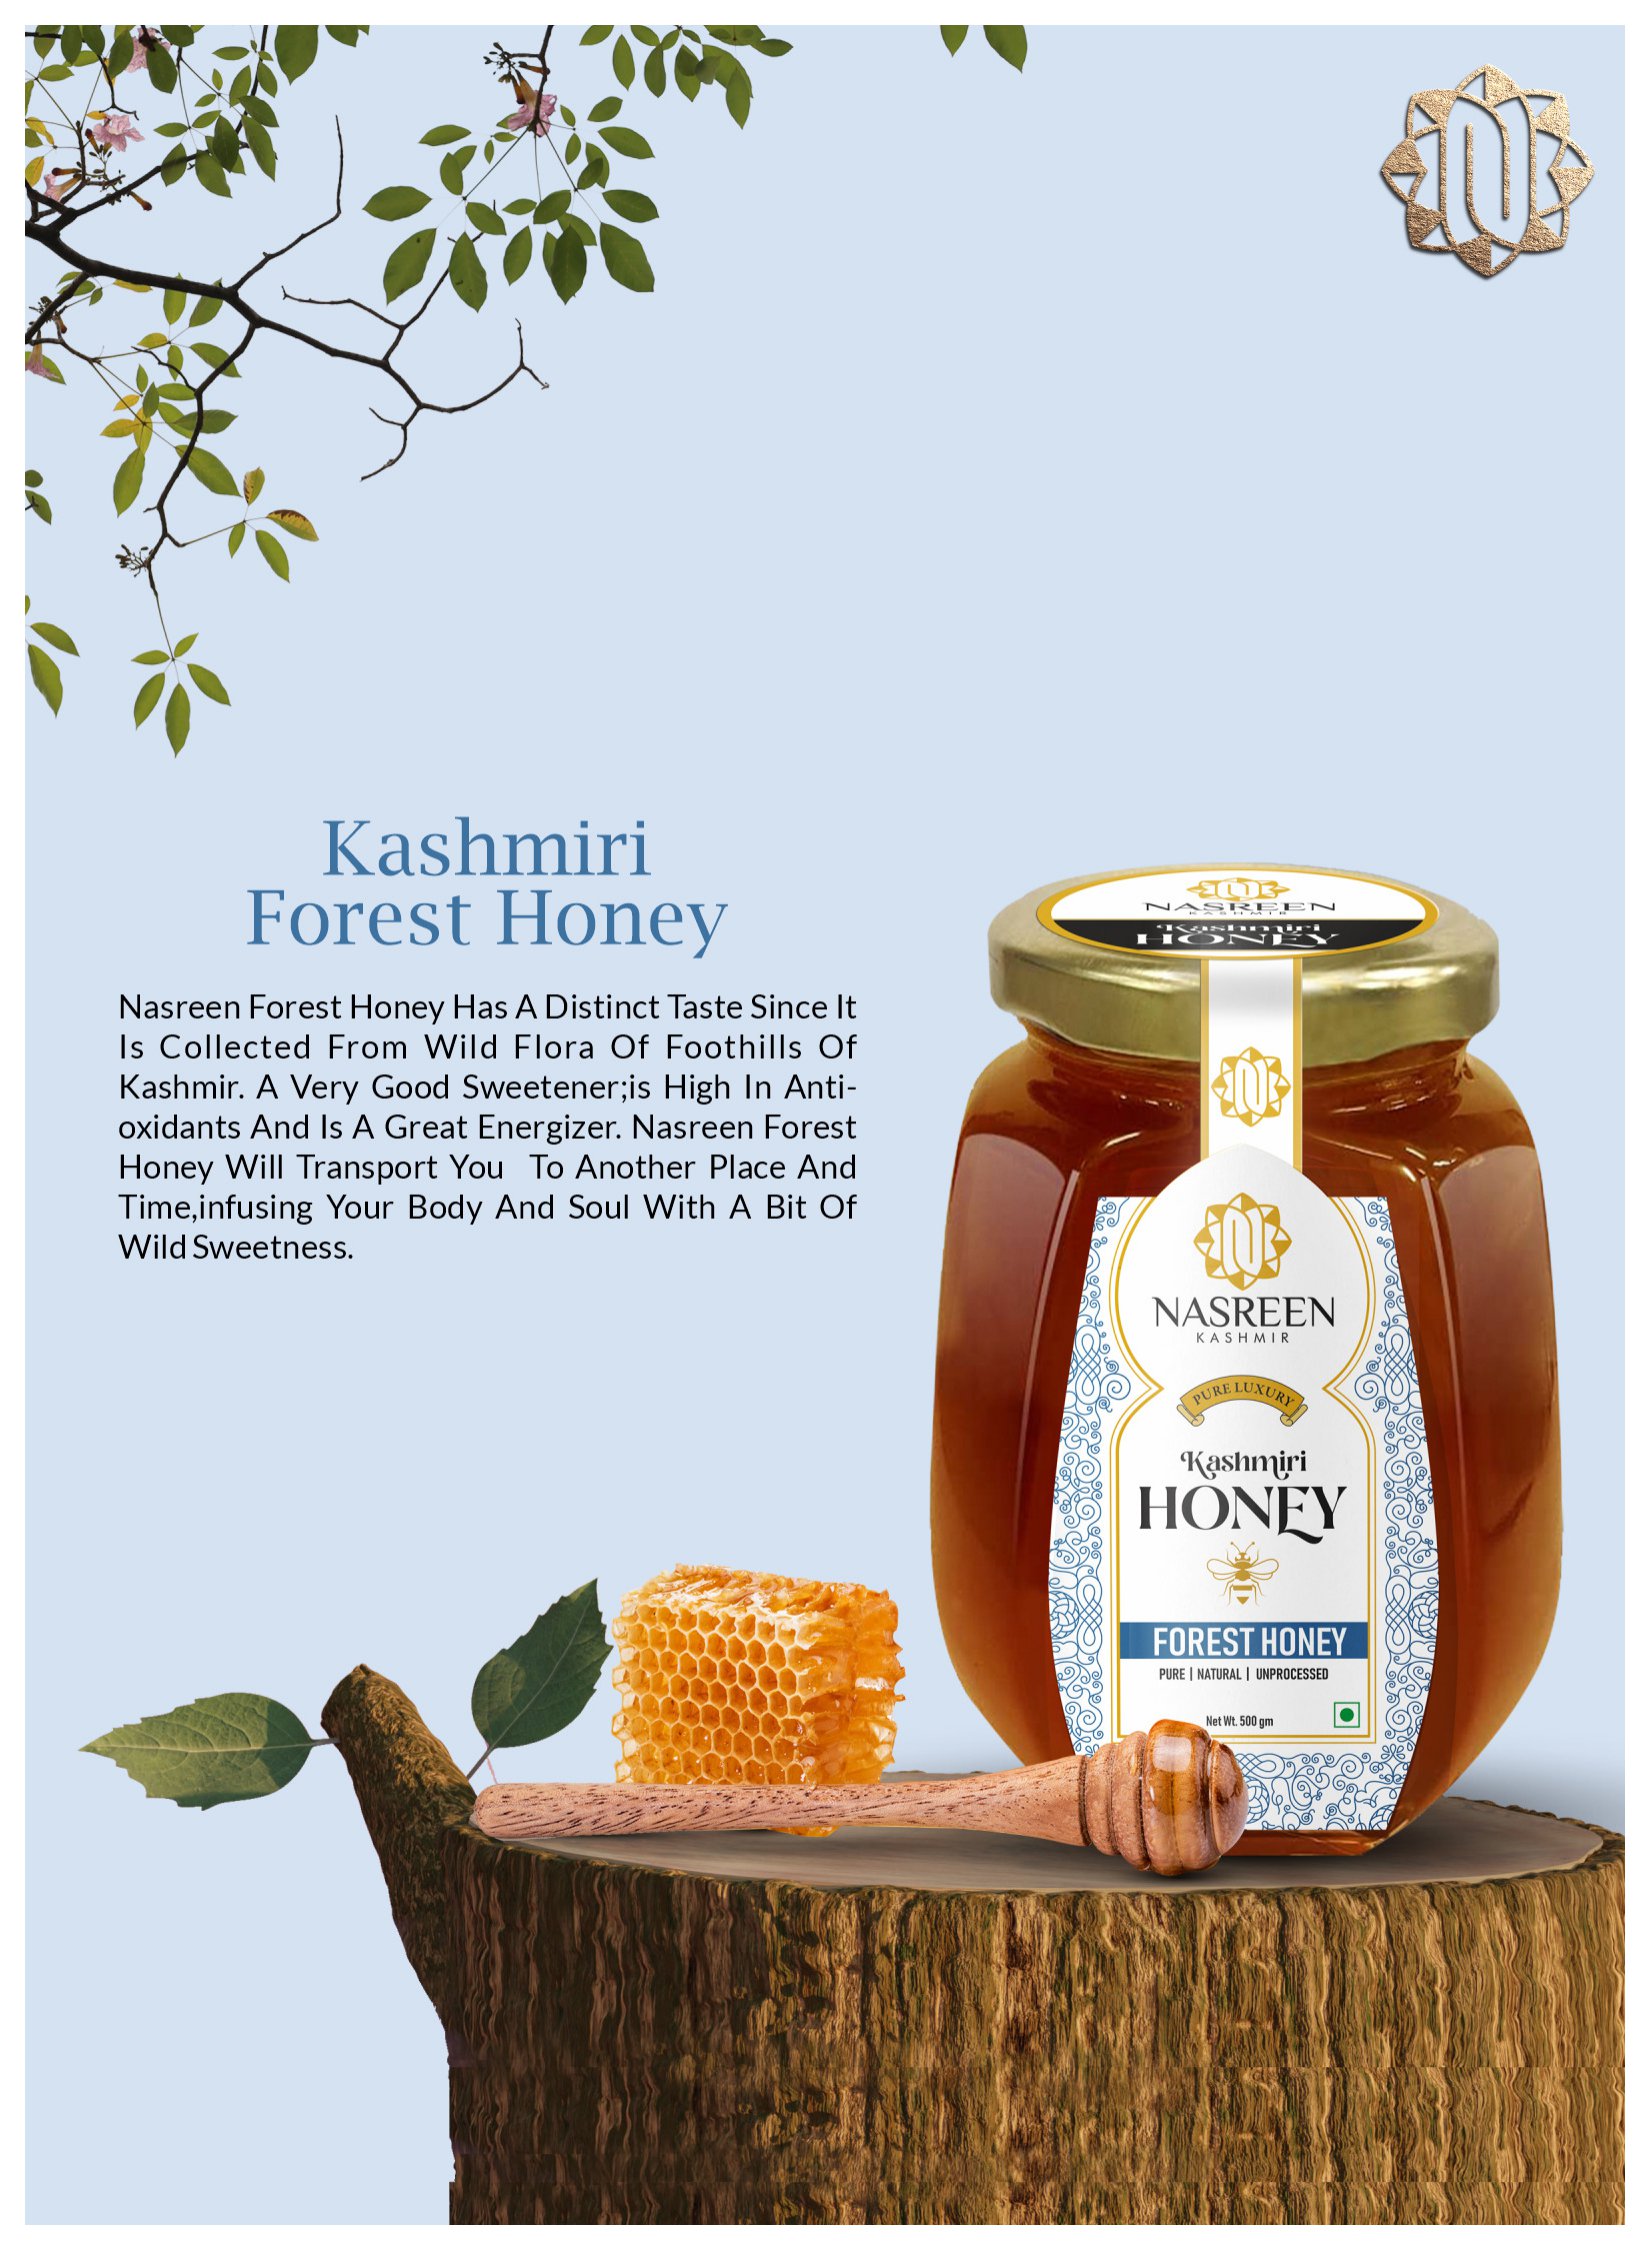 Kashmiri
Forest Honey
Nasreen Forest Honey Has A Distinct Taste Since It
Is Collected From Wild Flora Of Foothills Of
Kashmir. A Very Good Sweetener;is High In Anti-
oxidants And Is A Great Energizer. Nasreen Forest
Honey Will Transport You To Another Place And
Time,infusing Your Body And Soul With A Bit Of
Wild Sweetness.
NASREEN
KASHMIR
Kashmiri
HONEY
NASREEN
KASHMIR
PURE LUXURY
Kashmiri
HONEY
FOREST HONEY
PURE | NATURAL | UNPROCESSED
Net Wt. 500 gm